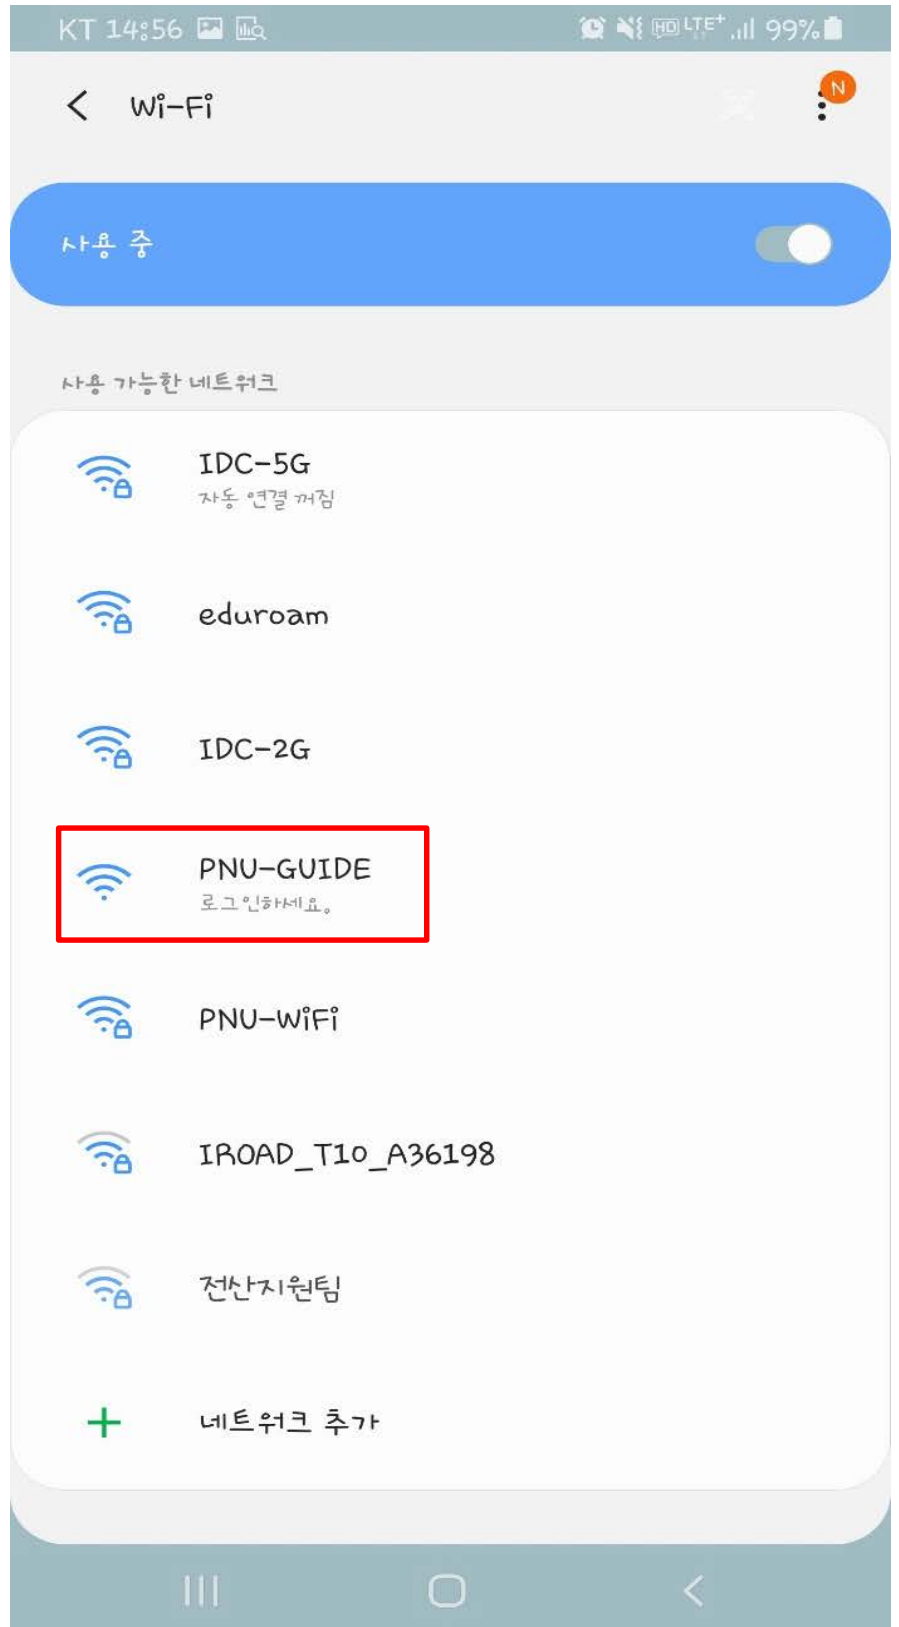 KT 14:56 HD LTE+ 99%
Wi-Fi N
사용 중
사용 가능한 네트워크
IDC-5G
자동 연결 꺼짐
eduroam
IDC-2G
PNU-GUIDE
로그인하세요.
PNU-WiFi
IROAD_T10_A36198
전산지원팀
네트워크 추가